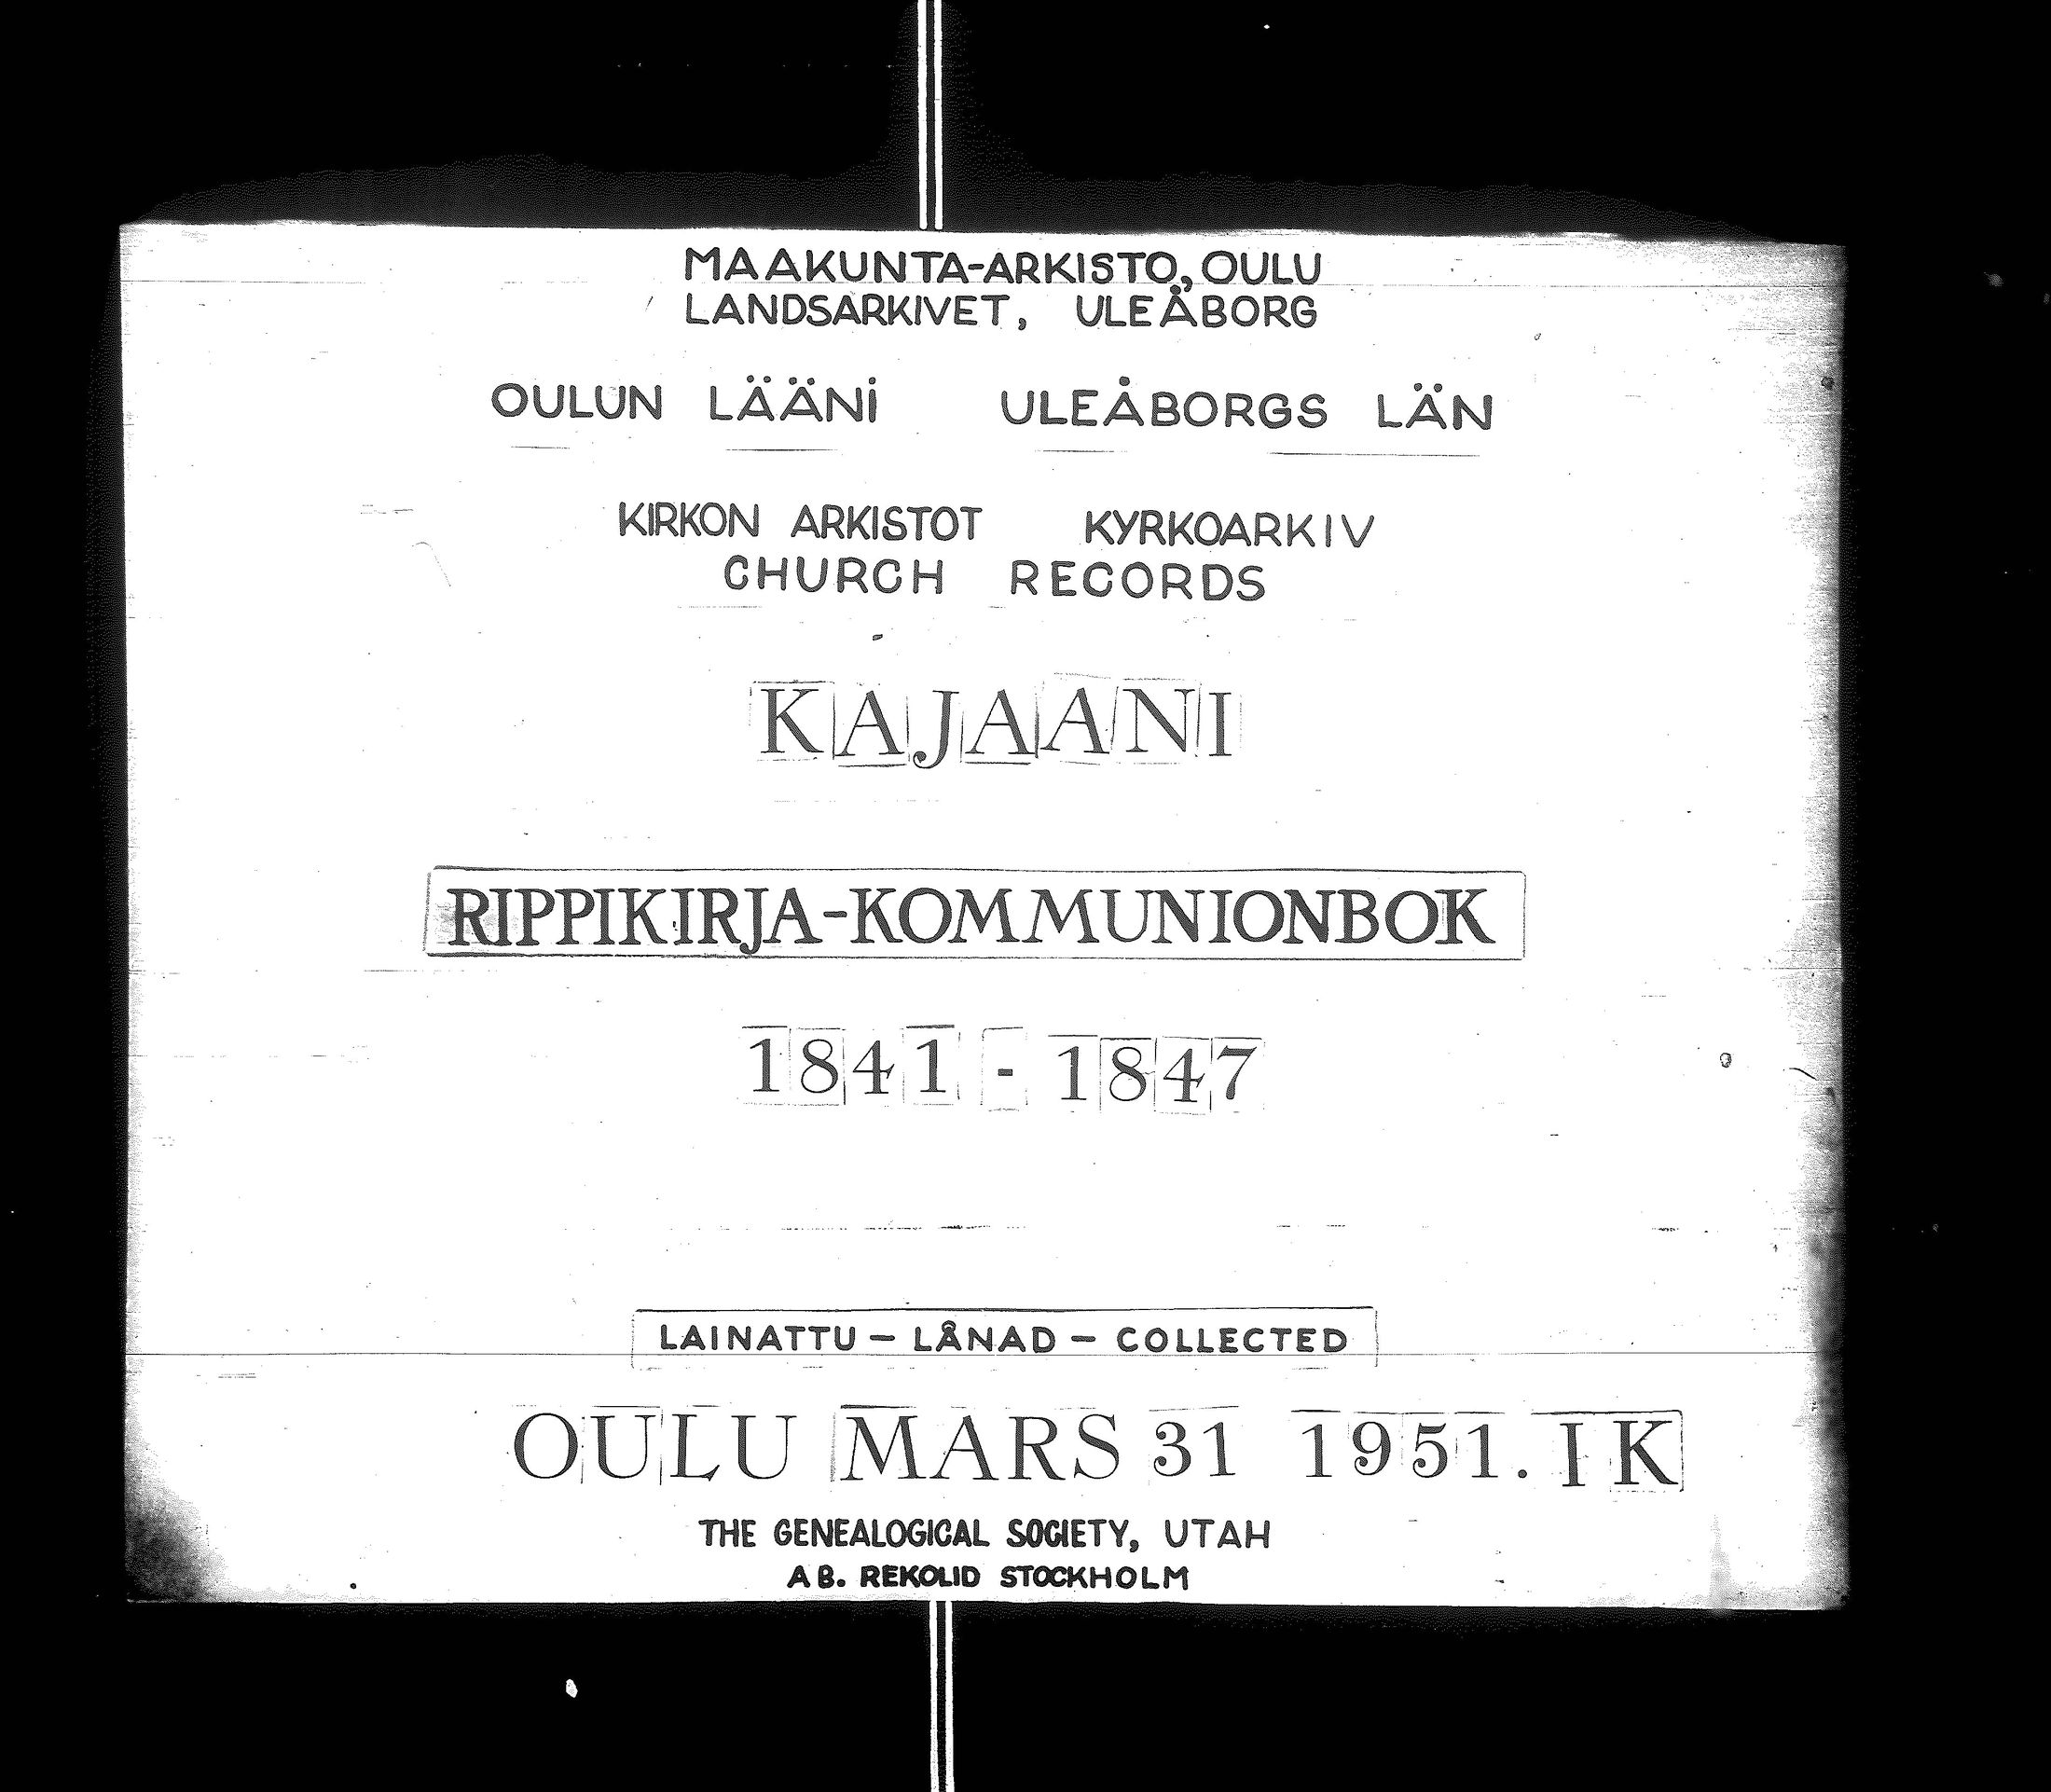 MAAKUNTA-ARKISTO, OULU
LANDSARKIVET, ULEÅBORG
OULUN LÄÄNI ULEÅBORGS LÄN
KIRKON ARKISTOT KYRKOARKIV
CHURCH RECORDS
KAJAANI
RIPPIKIRJA-KOMMUNIONBOK
1841 - 1847
LAINATTU - LÅNAD - COLLECTED
OULU MARS 31 1951. IK
THE GENEALOGICAL SOCIETY, UTAH
AB. REKOLID STOCKHOLM